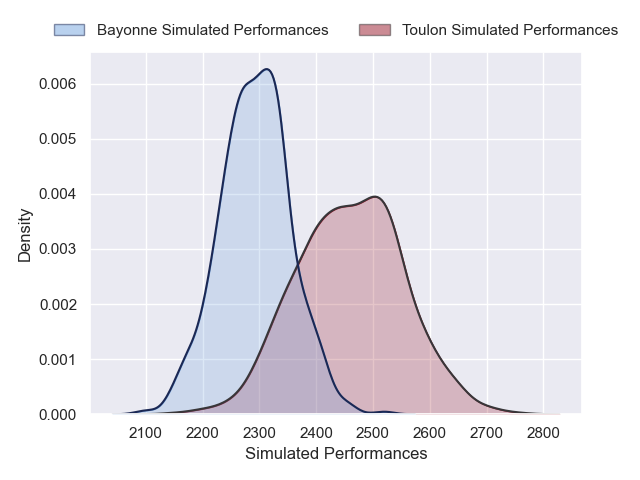 Bayonne Simulated Performances Toulon Simulated Performances
0.006
0.005
0.004
0.003
0.002
0.001
0.000
Density
2100 2200 2300 2400 2500 2600 2700 2800
Simulated Performances